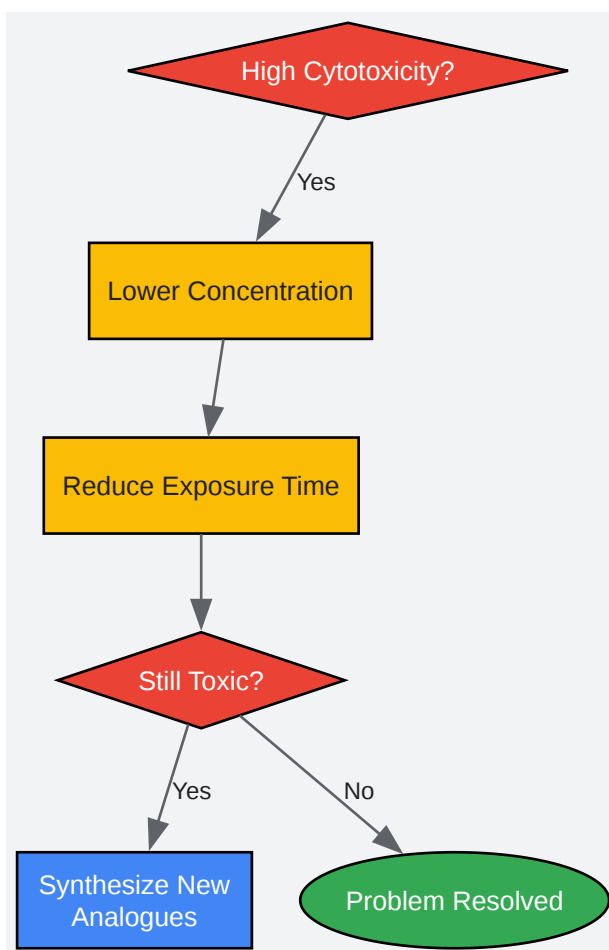 High Cytotoxicity?
Yes
Lower Concentration
Reduce Exposure Time
Still Toxic?
Yes
No
Synthesize New
Analogues
Problem Resolved